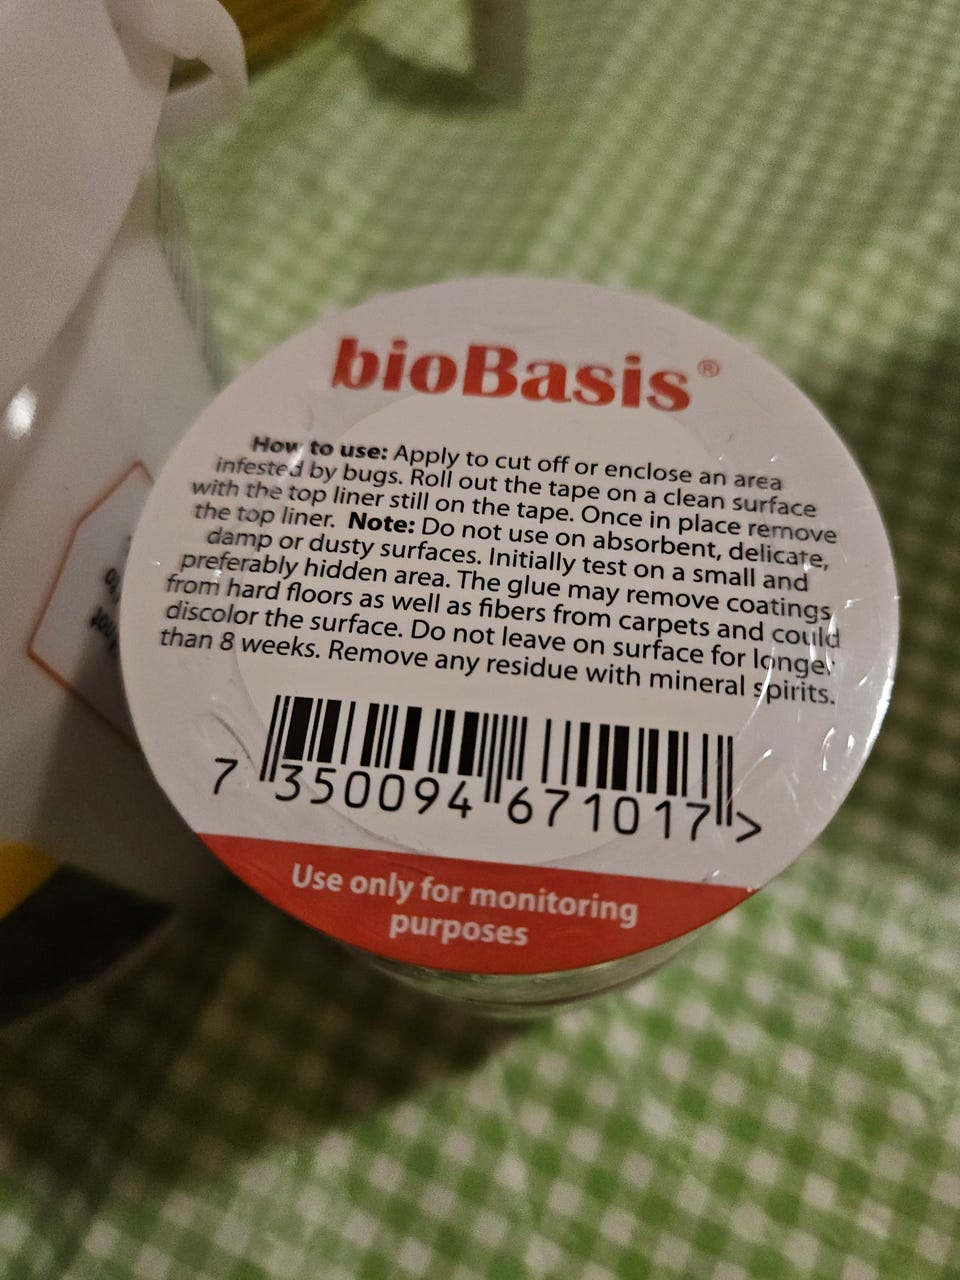 bioBasis®
How to use: Apply to cut off or enclose an area
infested by bugs. Roll out the tape on a clean surface
with the top liner still on the tape. Once in place remove
the top liner. Note: Do not use on absorbent, delicate,
damp or dusty surfaces. Initially test on a small and
preferably hidden area. The glue may remove coatings
from hard floors as well as fibers from carpets and could
discolor the surface. Do not leave on surface for longer
than 8 weeks. Remove any residue with mineral spirits.
7 350094 671017 >
Use only for monitoring
purposes